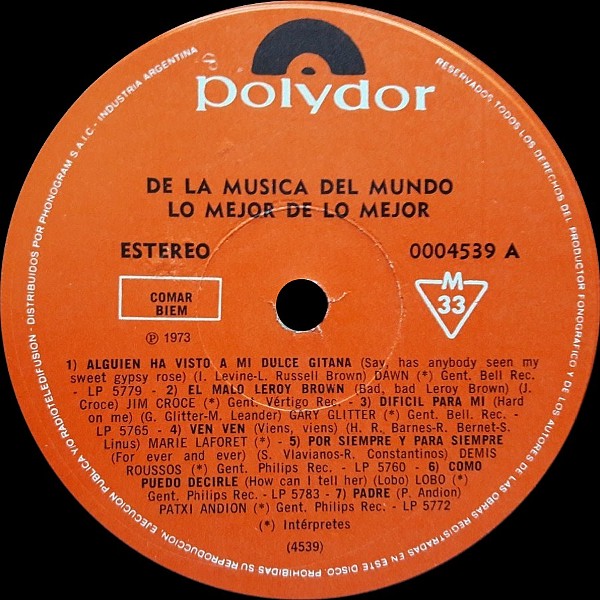 polydor
DE LA MUSICA DEL MUNDO
LO MEJOR DE LO MEJOR
ESTEREO
0004539 A
COMAR
BIEM
M
33
℗ 1973
1) ALGUIEN HA VISTO A MI DULCE GITANA (Say, has anybody seen my
sweet gypsy rose) (J. Levine-L. Russell Brown) DAWN (*) Gent. Bell Rec.
- LP 5779 - 2) EL MALO LEROY BROWN (Bad, bad Leroy Brown) (J.
Croce) JIM CROCE (*) Gent. Vértigo Rec. - 3) DIFICIL PARA MI (Hard
on me) (G. Glitter-M. Leander) GARY GLITTER (*) Gent. Bell. Rec. -
LP 5765 - 4) VEN VEN (Viens, viens) (H. R. Barnes-R. Bernet-S.
Linus) MARIE LAFORET (*) - 5) POR SIEMPRE Y PARA SIEMPRE
(For ever and ever) (S. Vlavianos-R. Constantinos) DEMIS
ROUSSOS (*) Gent. Philips Rec. - LP 5760 - 6) COMO
PUEDO DECIRLE (How can I tell her) (Lobo) LOBO (*)
Gent. Philips Rec. - LP 5783 - 7) PADRE (P. Andion)
PATXI ANDION (*) Gent. Philips Rec. - LP 5772
(*) Intérpretes
(4539)
RESERVADOS TODOS LOS DERECHOS DEL PRODUCTOR FONOGRAFICO Y DE LOS AUTORES DE LAS OBRAS REGISTRADAS EN ESTE DISCO. PROHIBIDAS SU REPRODUCCION, EJECUCION PUBLICA Y/O RADIOTELEDIFUSION - DISTRIBUIDOS POR PHONOGRAM S.A.I.C. - INDUSTRIA ARGENTINA